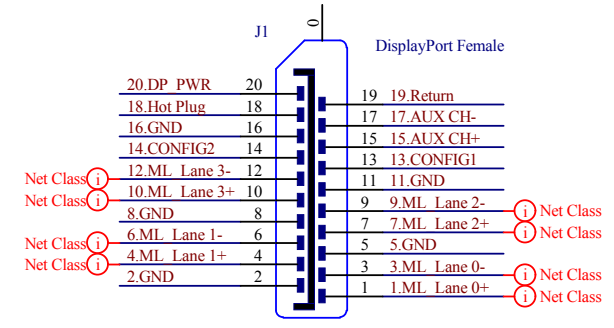 0
J1
DisplayPort Female
20.DP_PWR 20
18.Hot Plug 18
16.GND 16
14.CONFIG2 14
Net Class i 12.ML_Lane 3- 12
Net Class i 10.ML_Lane 3+ 10
8.GND 8
Net Class i 6.ML_Lane 1- 6
Net Class i 4.ML_Lane 1+ 4
2.GND 2
19 19.Return
17 17.AUX CH-
15 15.AUX CH+
13 13.CONFIG1
11 11.GND
9 9.ML_Lane 2- i Net Class
7 7.ML_Lane 2+ i Net Class
5 5.GND
3 3.ML_Lane 0- i Net Class
1 1.ML_Lane 0+ i Net Class